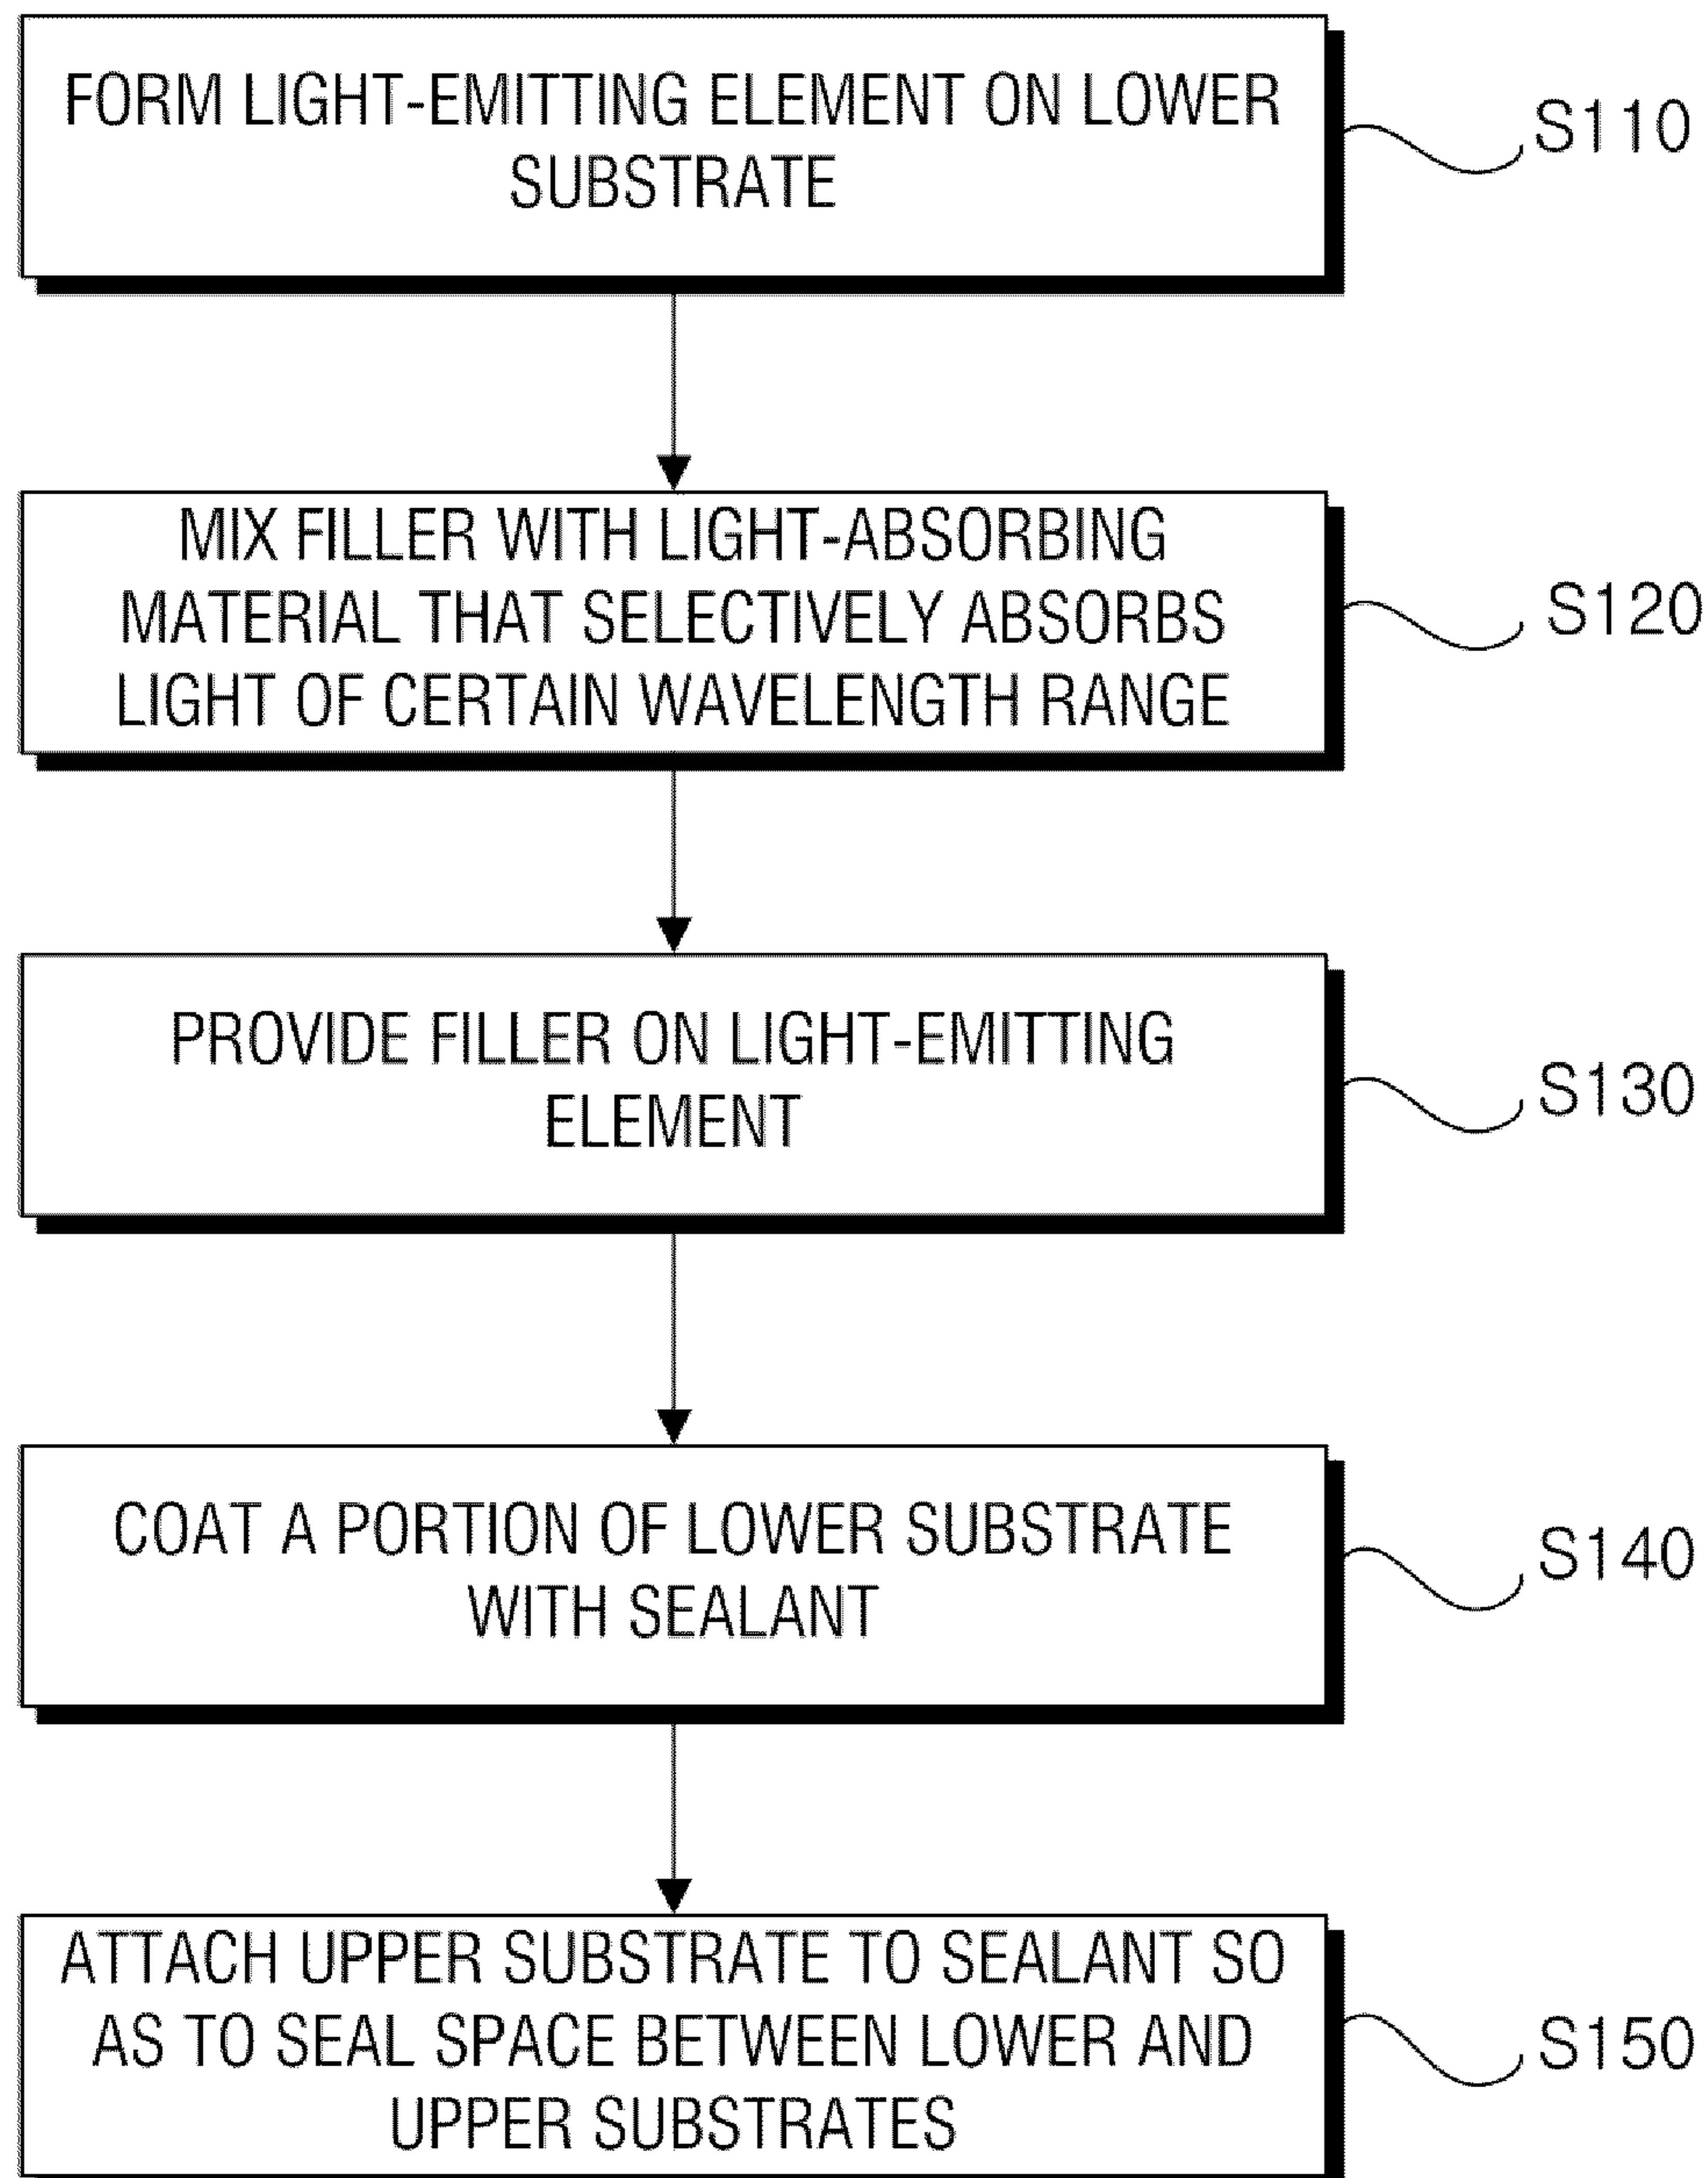 FORM LIGHT-EMITTING ELEMENT ON LOWER
SUBSTRATE
S110
MIX FILLER WITH LIGHT-ABSORBING
MATERIAL THAT SELECTIVELY ABSORBS
LIGHT OF CERTAIN WAVELENGTH RANGE
S120
PROVIDE FILLER ON LIGHT-EMITTING
ELEMENT
S130
COAT A PORTION OF LOWER SUBSTRATE
WITH SEALANT
S140
ATTACH UPPER SUBSTRATE TO SEALANT SO
AS TO SEAL SPACE BETWEEN LOWER AND
UPPER SUBSTRATES
S150